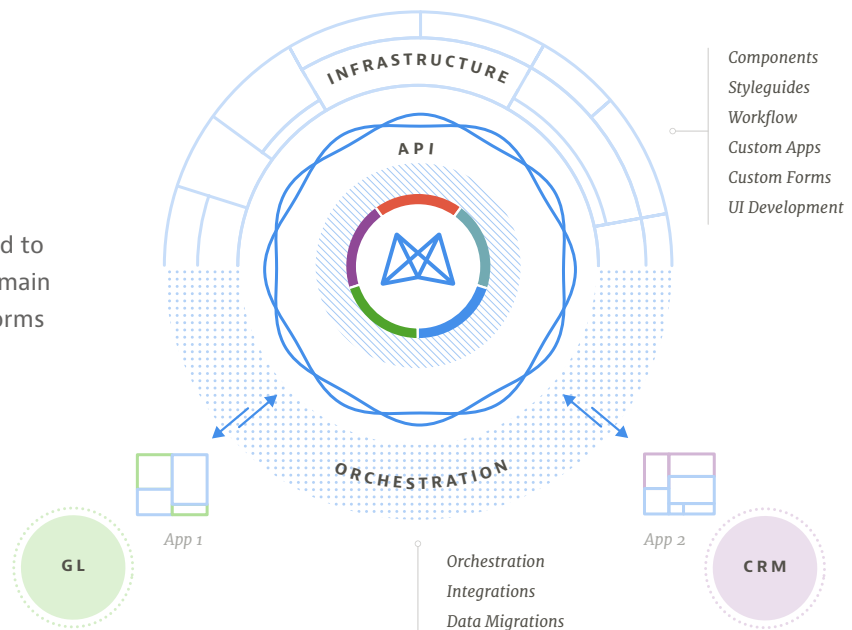 INFRASTRUCTURE
API
Components
Styleguides
Workflow
Custom Apps
Custom Forms
UI Development
d to
main
orms
ORCHESTRATION
App 1
App 2
GL
CRM
Orchestration
Integrations
Data Migrations